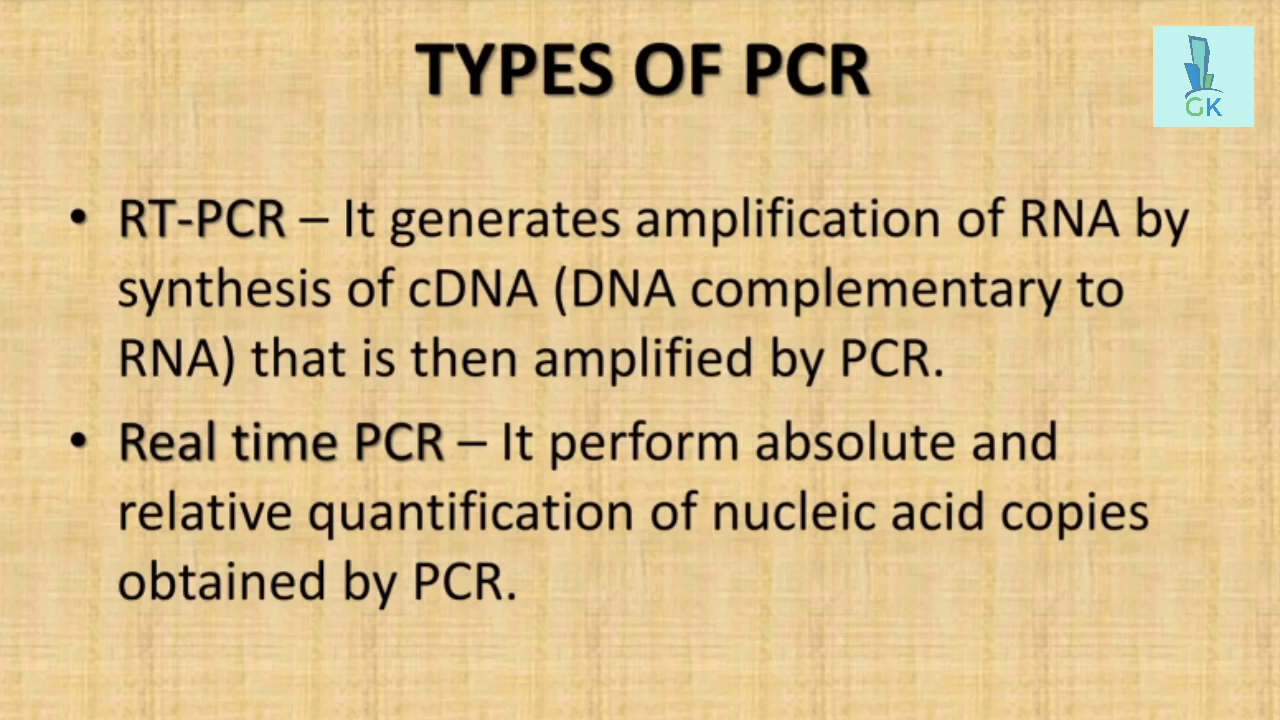 TYPES OF PCR
GK
• RT-PCR – It generates amplification of RNA by
synthesis of cDNA (DNA complementary to
RNA) that is then amplified by PCR.
• Real time PCR – It perform absolute and
relative quantification of nucleic acid copies
obtained by PCR.